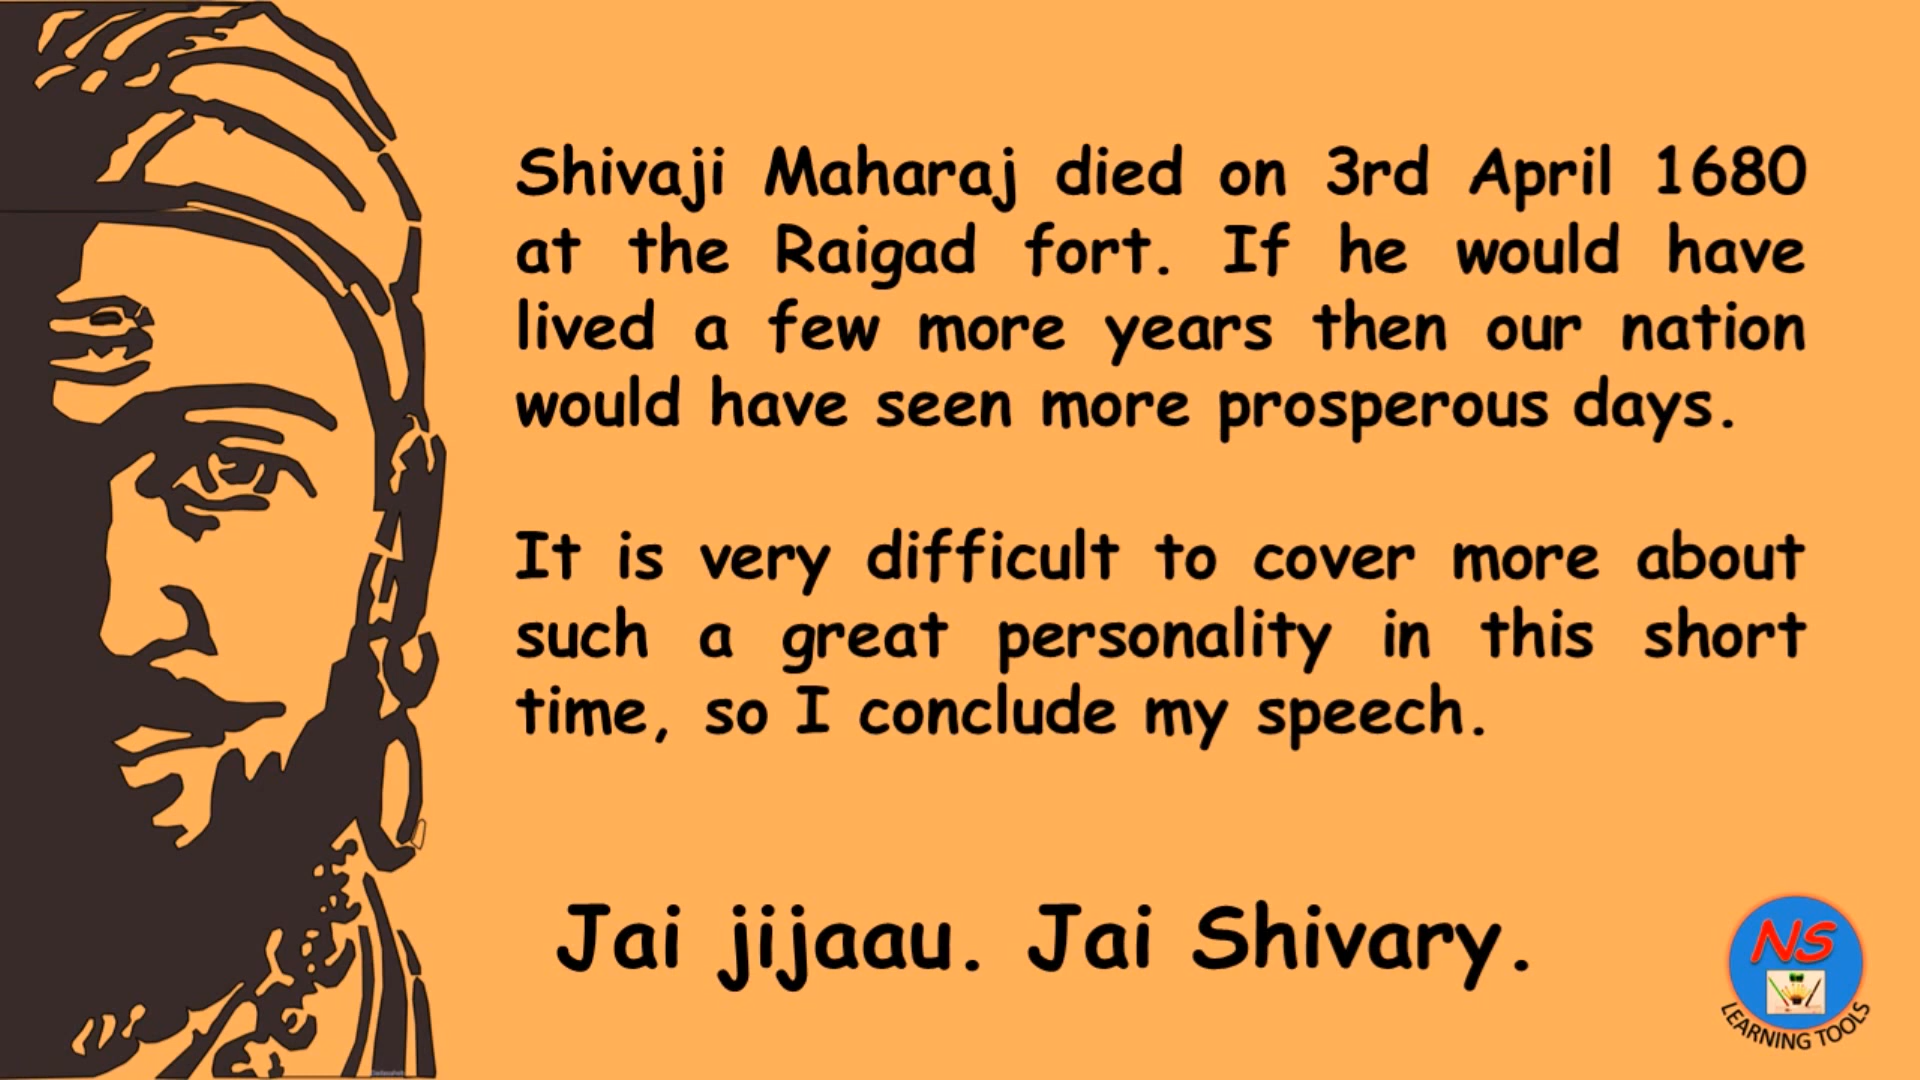 Shivaji Maharaj died on 3rd April 1680
at the Raigad fort. If he would have
lived a few more years then our nation
would have seen more prosperous days.
It is very difficult to cover more about
such a great personality in this short
time, so I conclude my speech.
Jai jijaau. Jai Shivary.
NS
LEARNING TOOLS